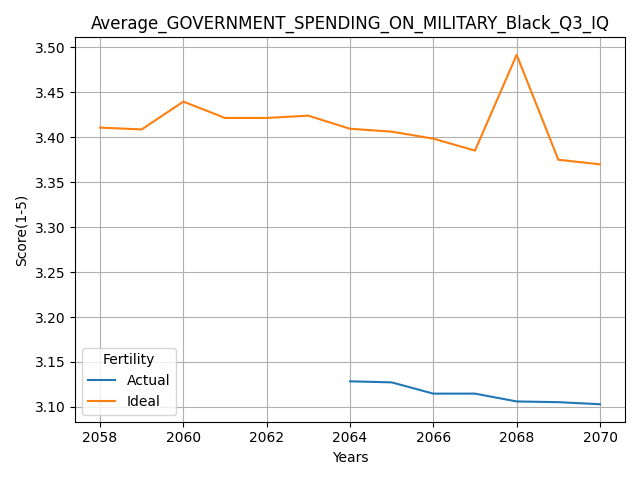 Average_GOVERNMENT_SPENDING_ON_MILITARY_Black_Q3_IQ
3.50
3.45
3.40
3.35
3.30
3.25
3.20
3.15
3.10
Score(1-5)
Fertility
Actual
Ideal
2058 2060 2062 2064 2066 2068 2070
Years